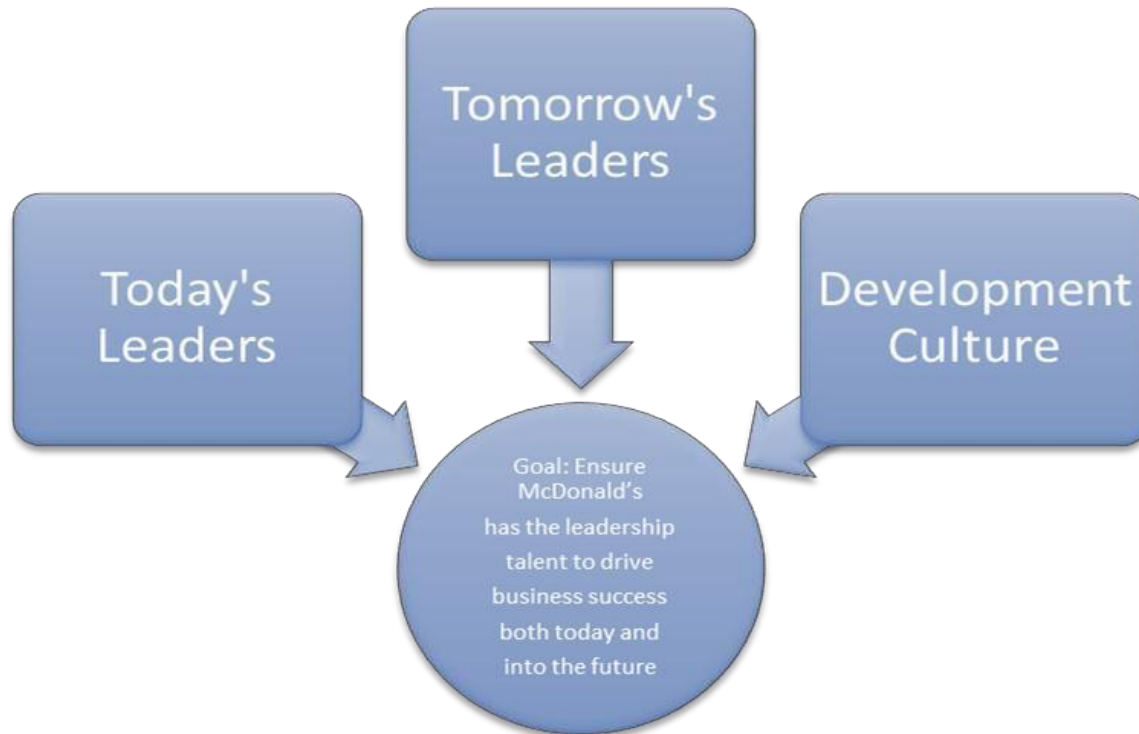 Tomorrow's
Leaders
Today's
Leaders
Development
Culture
Goal: Ensure
McDonald’s
has the leadership
talent to drive
business success
both today and
into the future